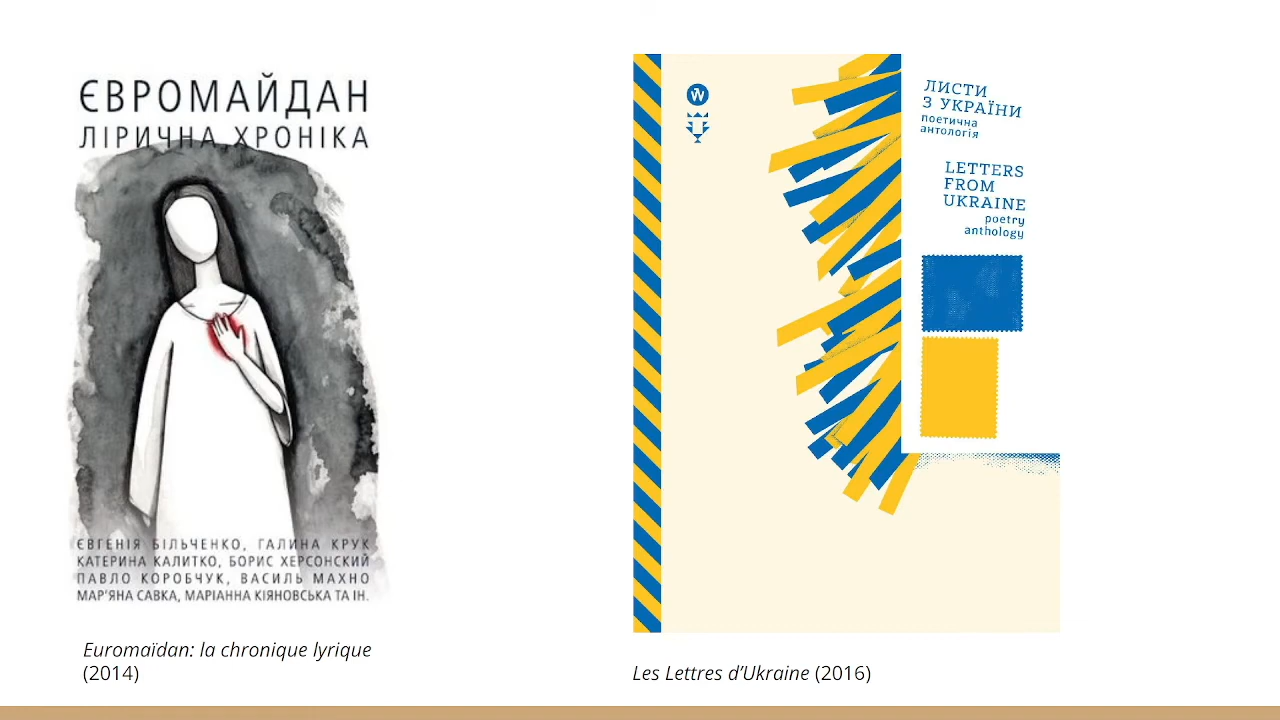 ЄВРОМАЙДАН
ЛІРИЧНА ХРОНІКА
ЄВГЕНІЯ БІЛЬЧЕНКО, ГАЛИНА КРУК
КАТЕРИНА КАЛИТКО, БОРИС ХЕРСОНСКИЙ
ПАВЛО КОРОБЧУК, ВАСИЛЬ МАХНО
МАР'ЯНА САВКА, МАРІАННА КІЯНОВСЬКА ТА ІН.
Euromaïdan: la chronique lyrique
(2014)
ЛИСТИ
З УКРАЇНИ
поетична
антологія
LETTERS
FROM
UKRAINE
poetry
anthology
Les Lettres d’Ukraine (2016)